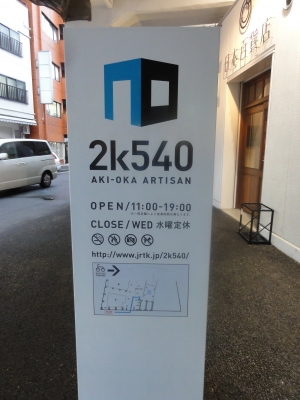 2k540
AKI-OKA ARTISAN
OPEN/11:00-19:00
CLOSE/WED 水曜定休
http://www.jrtk.jp/2k540/
日本百貨店